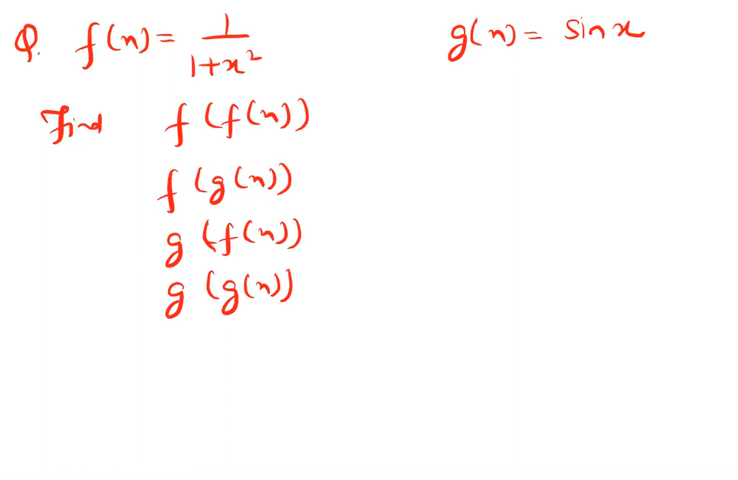 Q. f(x) = 1/(1+x²) g(x) = sin x
Find f(f(x))
f(g(x))
g(f(x))
g(g(x))